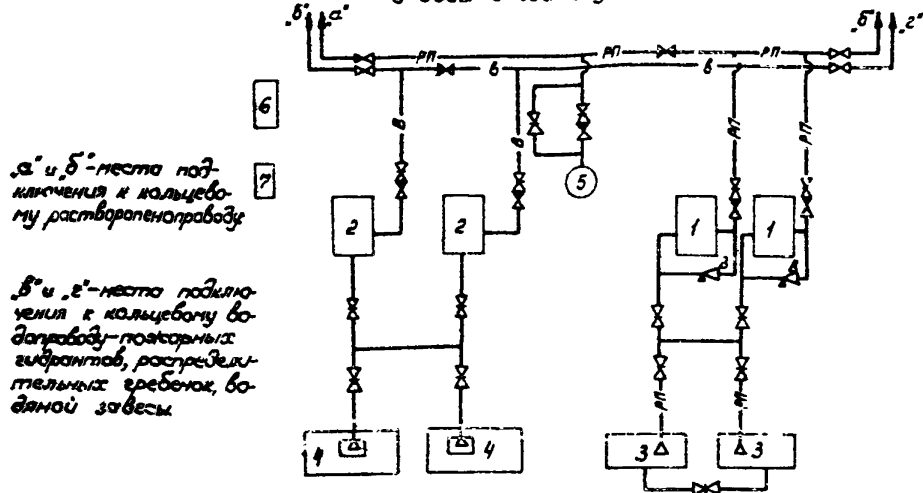 „б" „а"
„б" „г"
РП РП РП
в в
в в РП РП
6
7
5
„а" и „б"-места под-
ключения к кольцево-
му растворопенопроводу
2 2 1 1
8 8
„в" и „г"-места подклю-
чения к кольцевому во-
допроводу-пожарных
гидрантов, распредели-
тельных гребенок, во-
дяной завесы.
РП РП
4 4 3 3